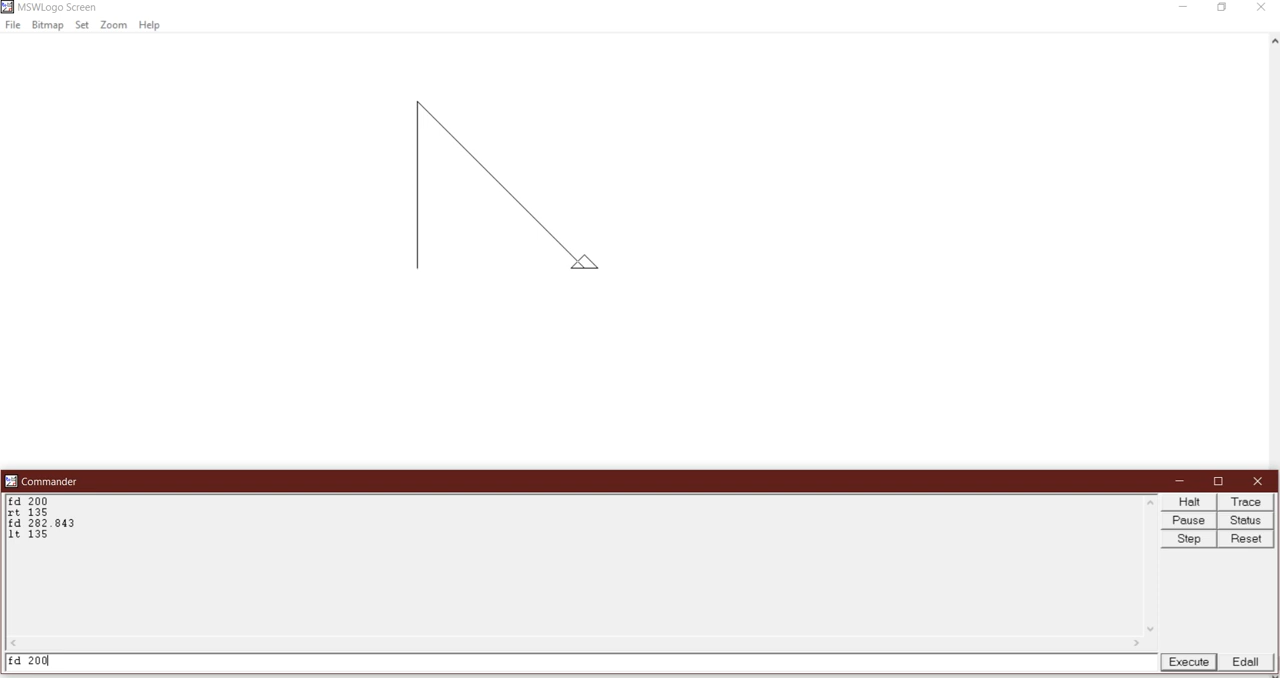 MSWLogo Screen
File Bitmap Set Zoom Help
Commander
fd 200
rt 135
fd 282.843
lt 135
Halt Trace
Pause Status
Step Reset
fd 200
Execute Edall